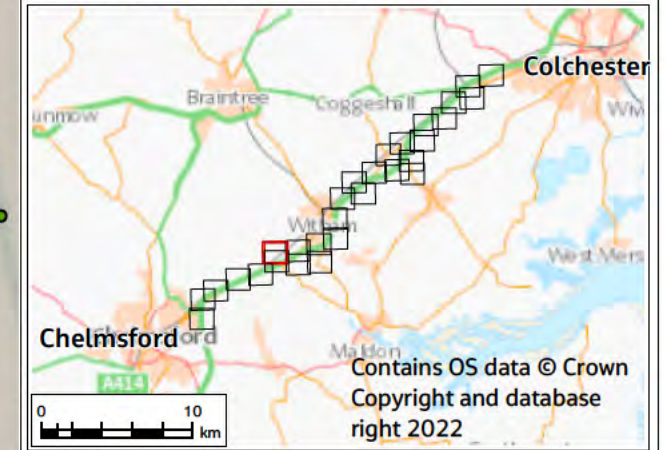 Colchester
Braintree
Coggeshall
unmow
Witham
West Mers
Chelmsford
Maldon
A414
Contains OS data © Crown
Copyright and database
right 2022
0 10
km